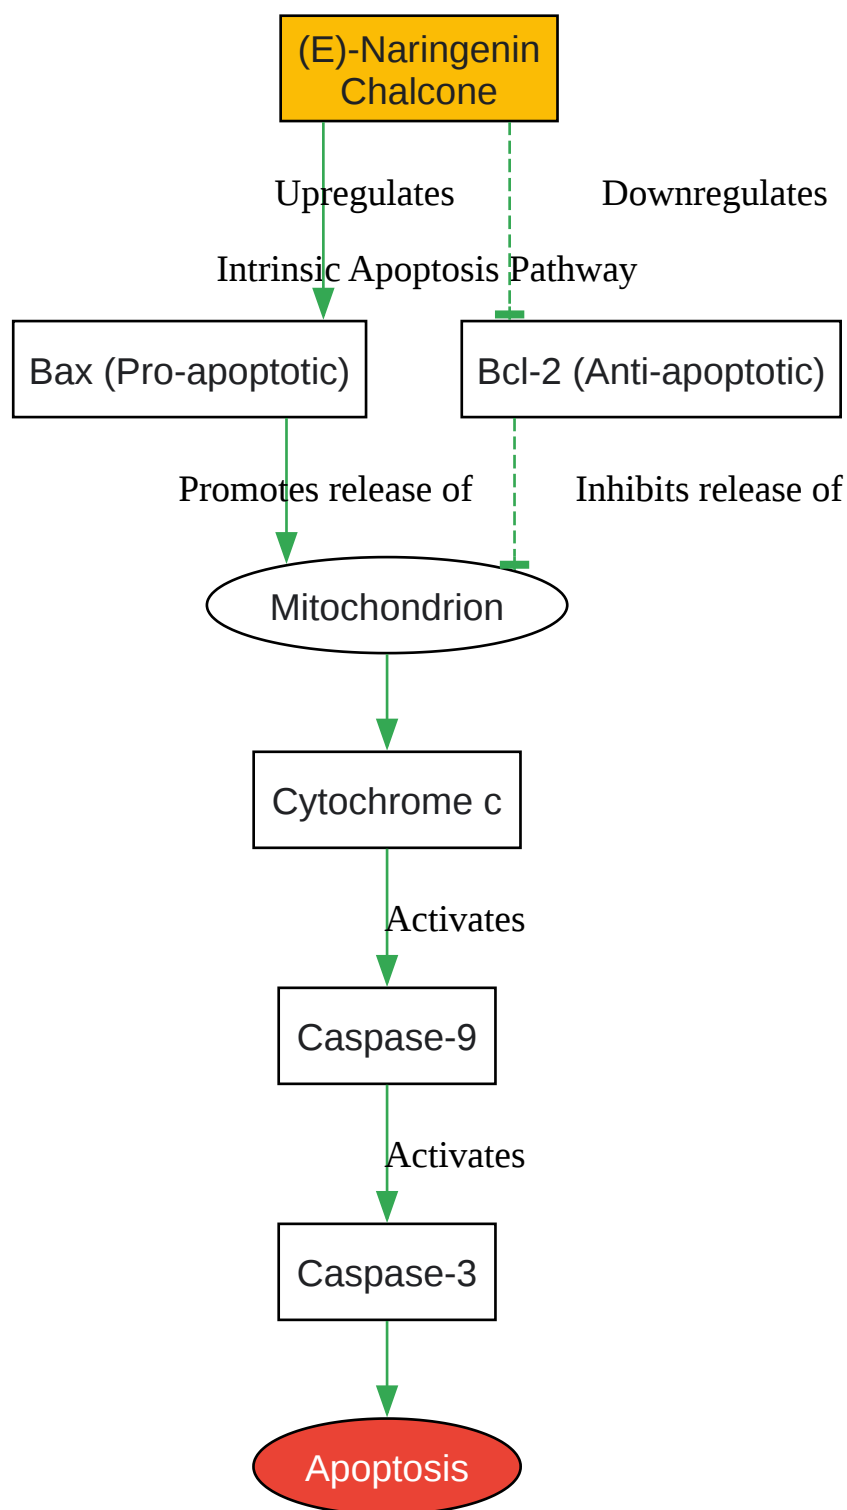 (E)-Naringenin
Chalcone
Upregulates
Downregulates
Intrinsic Apoptosis Pathway
Bax (Pro-apoptotic)
Bcl-2 (Anti-apoptotic)
Promotes release of
Inhibits release of
Mitochondrion
Cytochrome c
Activates
Caspase-9
Activates
Caspase-3
Apoptosis